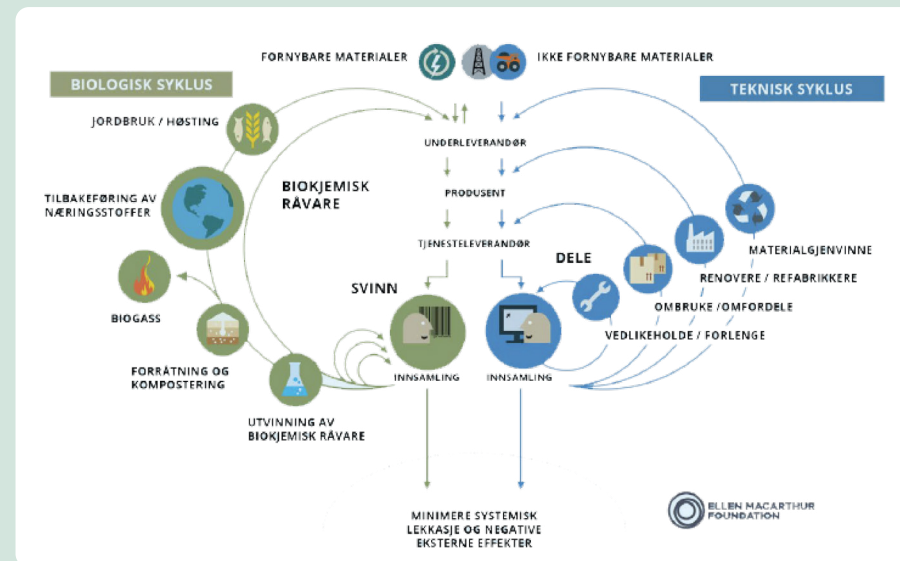 FORNYBARE MATERIALER
IKKE FORNYBARE MATERIALER
BIOLOGISK SYKLUS
TEKNISK SYKLUS
JORDBRUK / HØSTING
UNDERLEVERANDØR
BIOKJEMISK
RÅVARE
PRODUSENT
TILBAKEFØRING AV
NÆRINGSSTOFFER
TJENESTELEVERANDØR
MATERIALGJENVINNE
DELE
RENOVERE / REFABRIKKERE
SVINN
OMBRUKE /OMFORDELE
BIOGASS
VEDLIKEHOLDE / FORLENGE
FORRÅTNING OG
KOMPOSTERING
INNSAMLING
INNSAMLING
UTVINNING AV
BIOKJEMISK RÅVARE
MINIMERE SYSTEMISK
LEKKASJE OG NEGATIVE
EKSTERNE EFFEKTER
ELLEN MACARTHUR
FOUNDATION